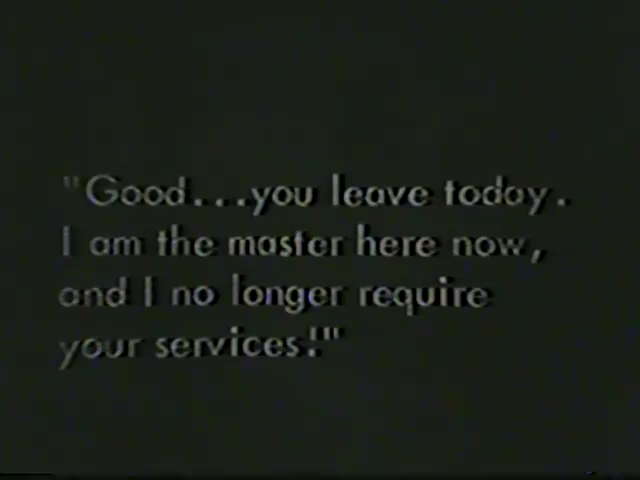 "Good...you leave today.
I am the master here now,
and I no longer require
your services!"